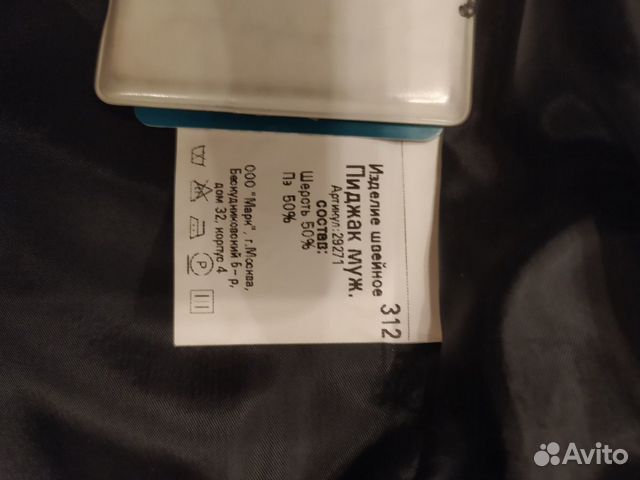 Изделие швейное
Пиджак муж.
312
Артикул:29271
состав:
Шерсть 50%
Пэ 50%
ООО "Марк", г.Москва,
Бескудниковский б-р,
дом 32, корпус 4
P
Avito